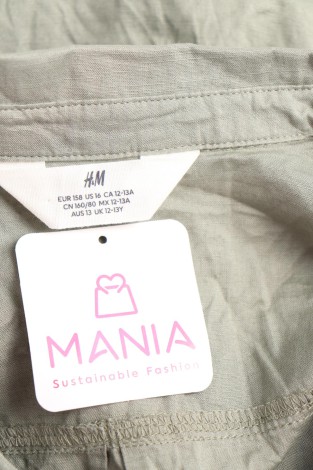 H&M
EUR 158 US 16 CA 12-13A
CN 160/80 MX 12-13A
AUS 13 UK 12-13Y
MANIA
Sustainable Fashion